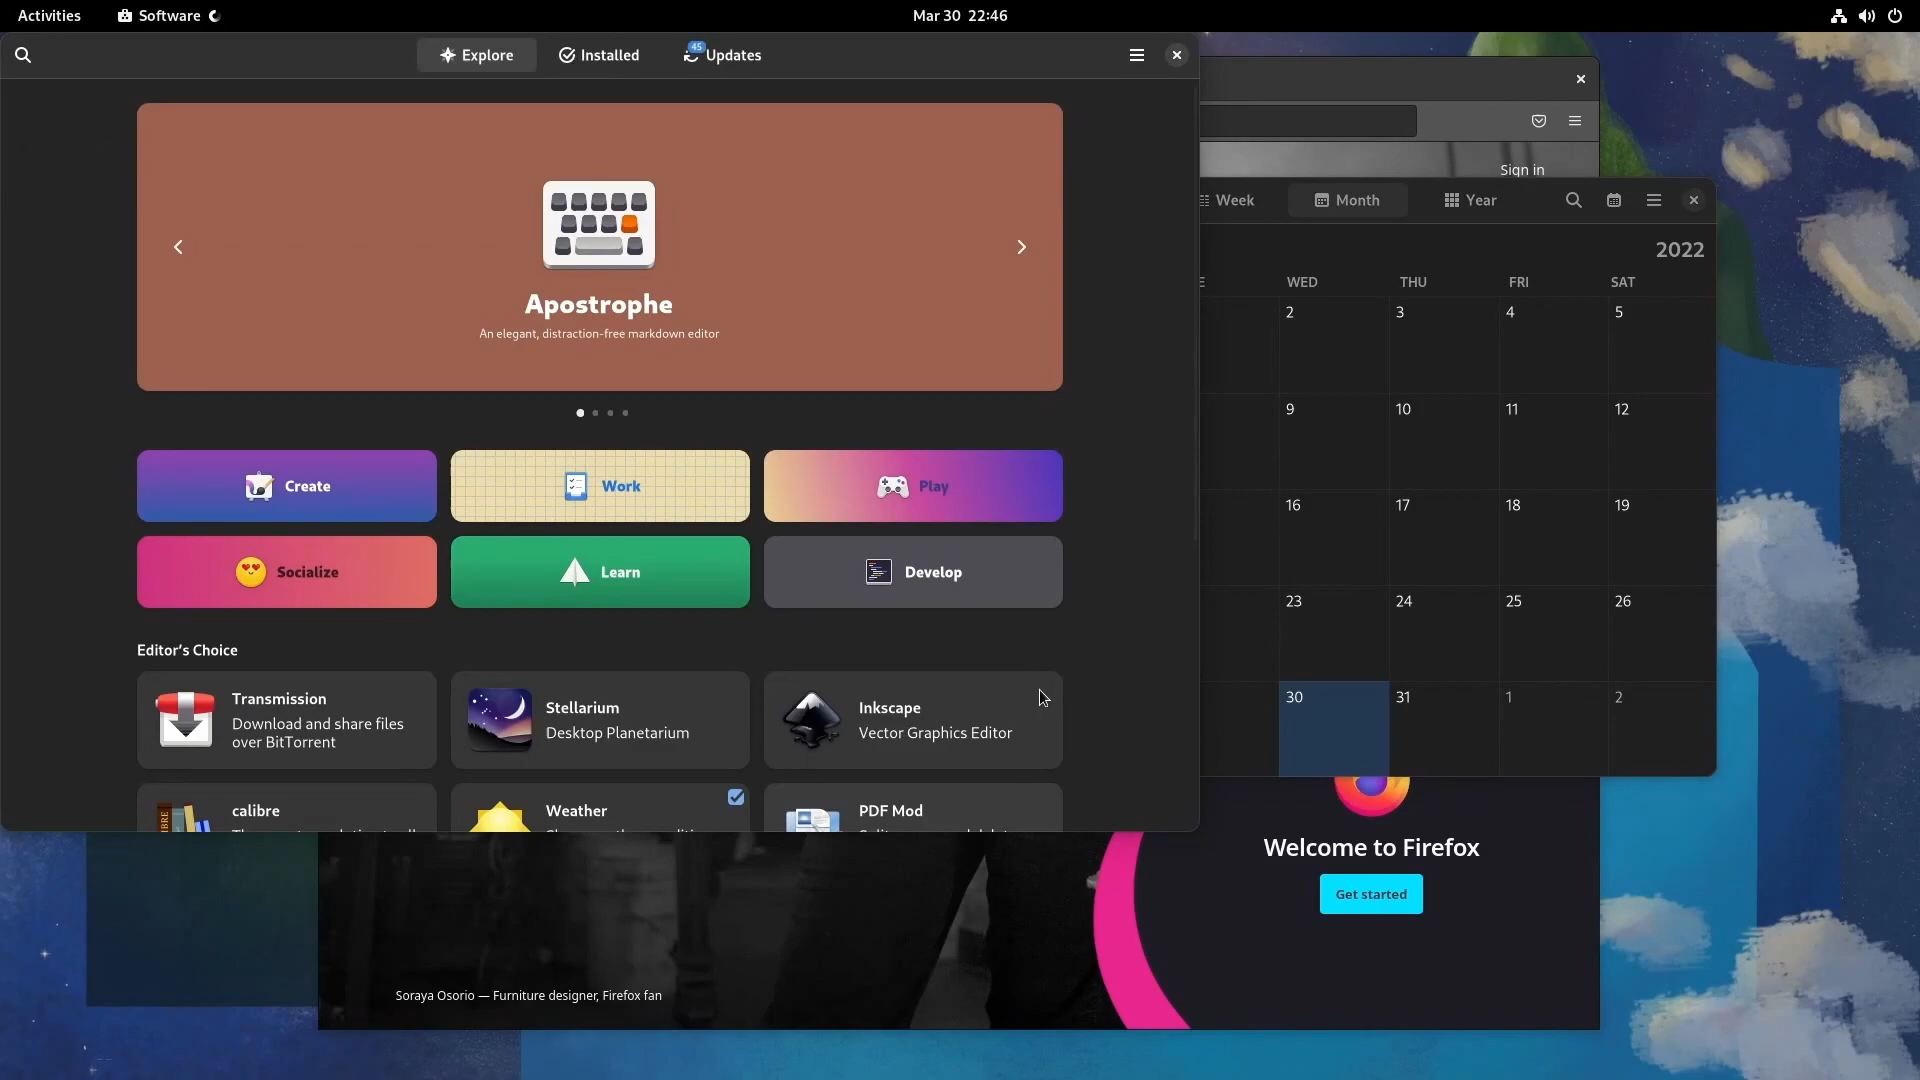 Activities
Software
Mar 30 22:46
Explore
Installed
45
Updates
Apostrophe
An elegant, distraction-free markdown editor
Create
Work
Play
Socialize
Learn
Develop
Editor's Choice
Transmission
Download and share files
over BitTorrent
Stellarium
Desktop Planetarium
Inkscape
Vector Graphics Editor
calibre
Weather
PDF Mod
Sign in
Week
Month
Year
2022
WED THU FRI SAT
2 3 4 5
9 10 11 12
16 17 18 19
23 24 25 26
30 31 1 2
Welcome to Firefox
Get started
Soraya Osorio — Furniture designer, Firefox fan